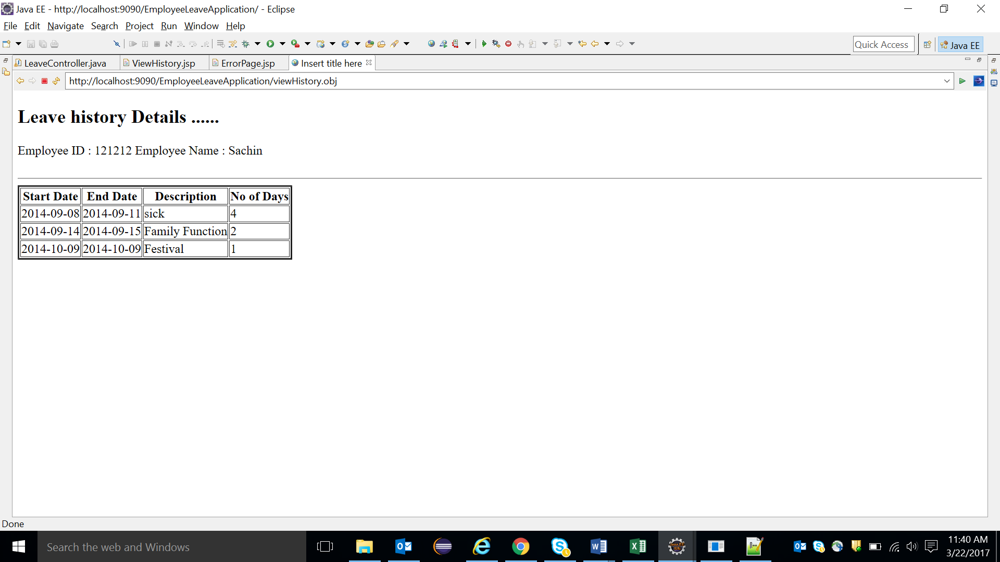 Java EE - http://localhost:9090/EmployeeLeaveApplication/ - Eclipse
File Edit Navigate Search Project Run Window Help
Quick Access Java EE
LeaveController.java ViewHistory.jsp ErrorPage.jsp Insert title here
http://localhost:9090/EmployeeLeaveApplication/viewHistory.obj
Leave history Details ......
Employee ID : 121212 Employee Name : Sachin
Start Date End Date Description No of Days
2014-09-08 2014-09-11 sick 4
2014-09-14 2014-09-15 Family Function 2
2014-10-09 2014-10-09 Festival 1
Done
Search the web and Windows
11:40 AM
3/22/2017